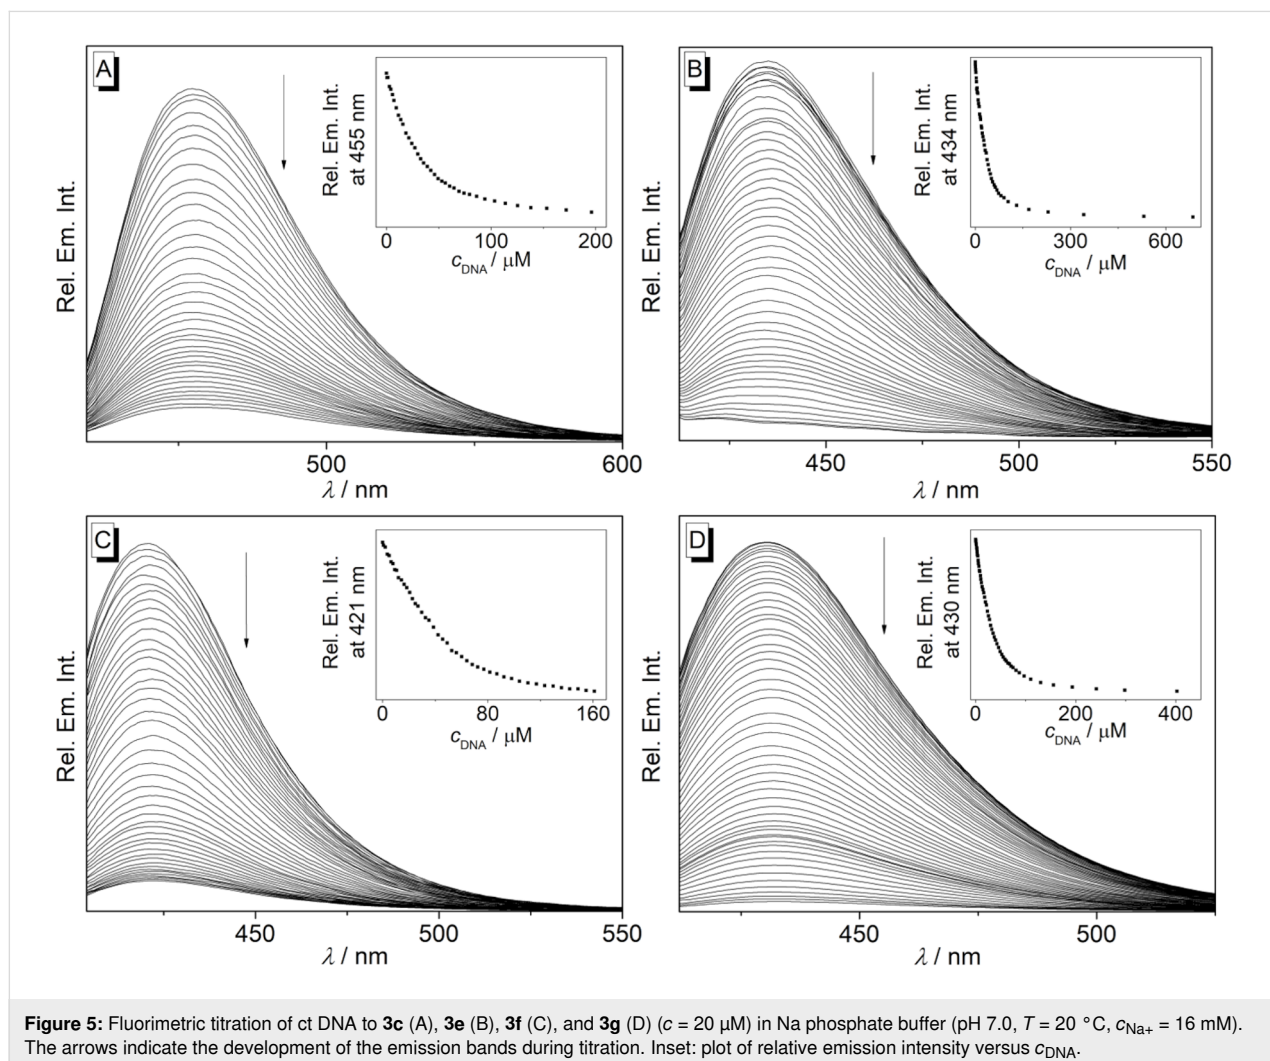 A
Rel. Em. Int.
Rel. Em. Int.
at 455 nm
0 100 200
cDNA / µM
500 600
λ / nm
B
Rel. Em. Int.
Rel. Em. Int.
at 434 nm
0 300 600
cDNA / µM
450 500 550
λ / nm
C
Rel. Em. Int.
Rel. Em. Int.
at 421 nm
0 80 160
cDNA / µM
450 500 550
λ / nm
D
Rel. Em. Int.
Rel. Em. Int.
at 430 nm
0 200 400
cDNA / µM
450 500
λ / nm
Figure 5: Fluorimetric titration of ct DNA to 3c (A), 3e (B), 3f (C), and 3g (D) (c = 20 µM) in Na phosphate buffer (pH 7.0, T = 20 °C, cNa+ = 16 mM).
The arrows indicate the development of the emission bands during titration. Inset: plot of relative emission intensity versus cDNA.